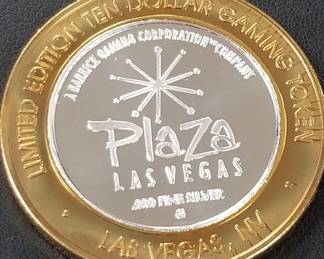 LIMITED EDITION TEN DOLLAR GAMING TOKEN
A BARRICK GAMING CORPORATION COMPANY
PlaZa
LAS VEGAS
.999 FINE SILVER
LAS VEGAS, NV